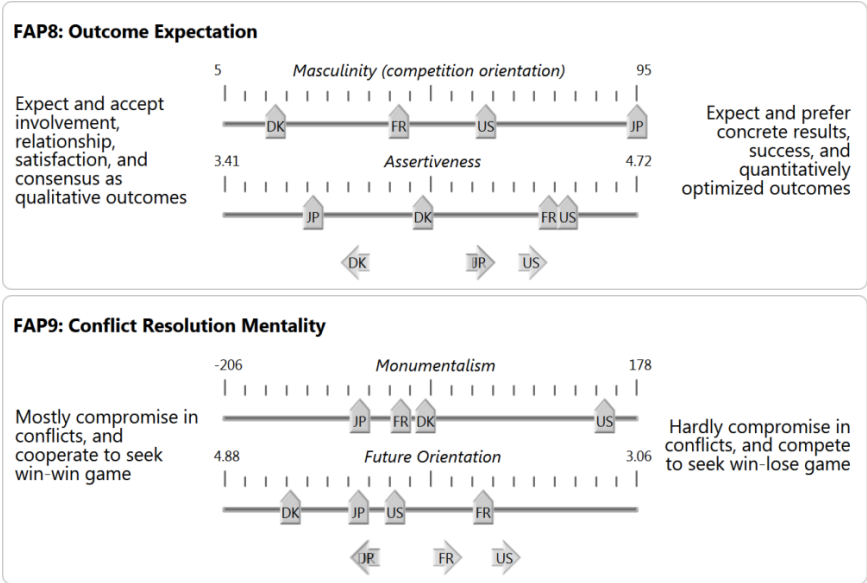 FAP8: Outcome Expectation
5
Masculinity (competition orientation)
95
Expect and accept
involvement,
relationship,
satisfaction, and
consensus as
qualitative outcomes
DK
FR
US
JP
Expect and prefer
concrete results,
success, and
quantitatively
optimized outcomes
3.41
Assertiveness
4.72
JP
DK
FR
US
DK
US
FAP9: Conflict Resolution Mentality
-206
Monumentalism
178
Mostly compromise in
conflicts, and
cooperate to seek
win-win game
JP
FR
DK
US
Hardly compromise in
conflicts, and compete
to seek win-lose game
4.88
Future Orientation
3.06
DK
JP
US
FR
FR
US